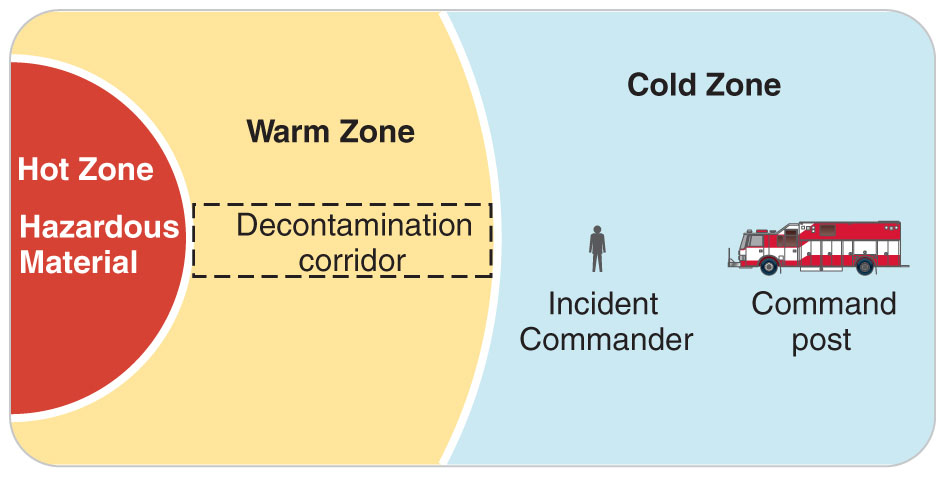 Cold Zone
Warm Zone
Hot Zone
Hazardous
Material
Decontamination
corridor
Incident
Commander
Command
post